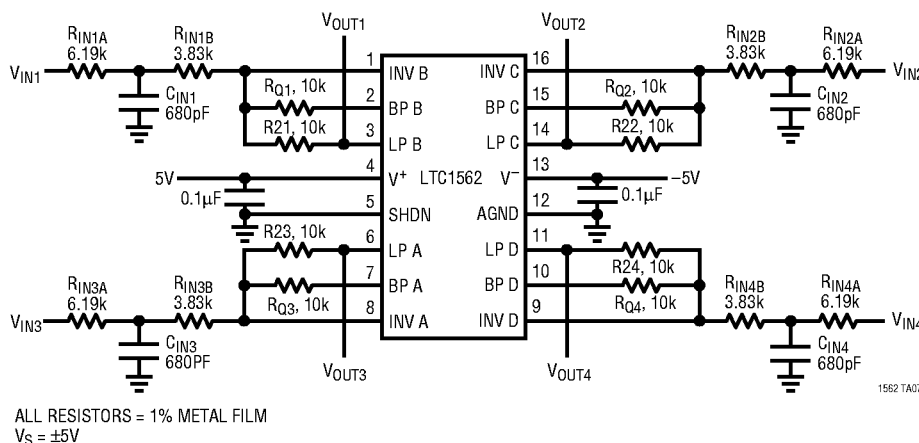 VOUT1
VOUT2
RIN1A
6.19k
RIN1B
3.83k
RIN2B
3.83k
RIN2A
6.19k
VIN1
CIN1
680pF
1
INV B
INV C
16
VIN2
CIN2
680pF
RQ1, 10k
2
BP B
BP C
15
RQ2, 10k
R21, 10k
3
LP B
LP C
14
R22, 10k
5V
4
V+
LTC1562
V−
13
−5V
0.1µF
5
SHDN
AGND
12
0.1µF
R23, 10k
6
LP A
LP D
11
R24, 10k
RQ3, 10k
7
BP A
BP D
10
RQ4, 10k
RIN3A
6.19k
RIN3B
3.83k
RIN4B
3.83k
RIN4A
6.19k
VIN3
8
INV A
INV D
9
VIN4
CIN3
680PF
CIN4
680pF
VOUT3
VOUT4
1562 TA07
ALL RESISTORS = 1% METAL FILM
VS = ±5V